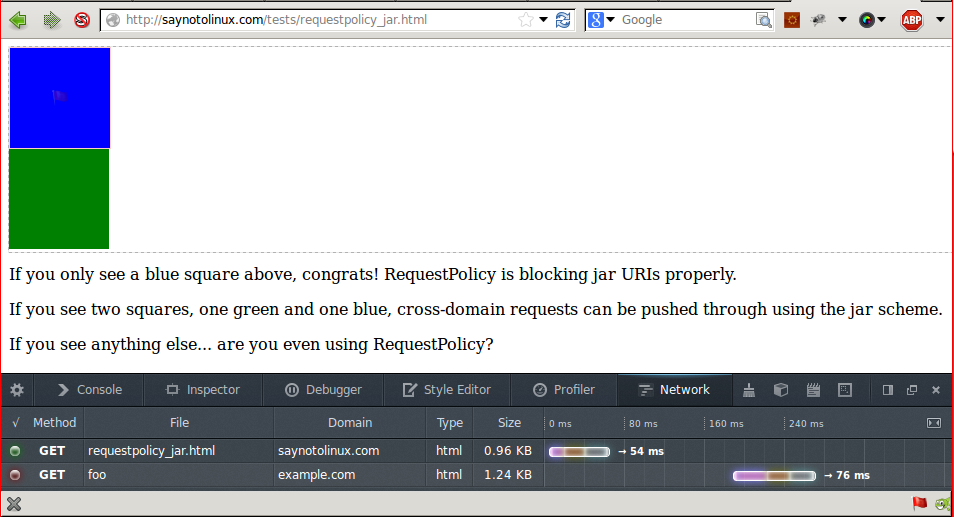 http://saynotolinux.com/tests/requestpolicy_jar.html
Google
ABP
If you only see a blue square above, congrats! RequestPolicy is blocking jar URIs properly.
If you see two squares, one green and one blue, cross-domain requests can be pushed through using the jar scheme.
If you see anything else... are you even using RequestPolicy?
Console Inspector Debugger Style Editor Profiler Network
√ Method File Domain Type Size 0 ms 80 ms 160 ms 240 ms
GET requestpolicy_jar.html saynotolinux.com html 0.96 KB → 54 ms
GET foo example.com html 1.24 KB → 76 ms